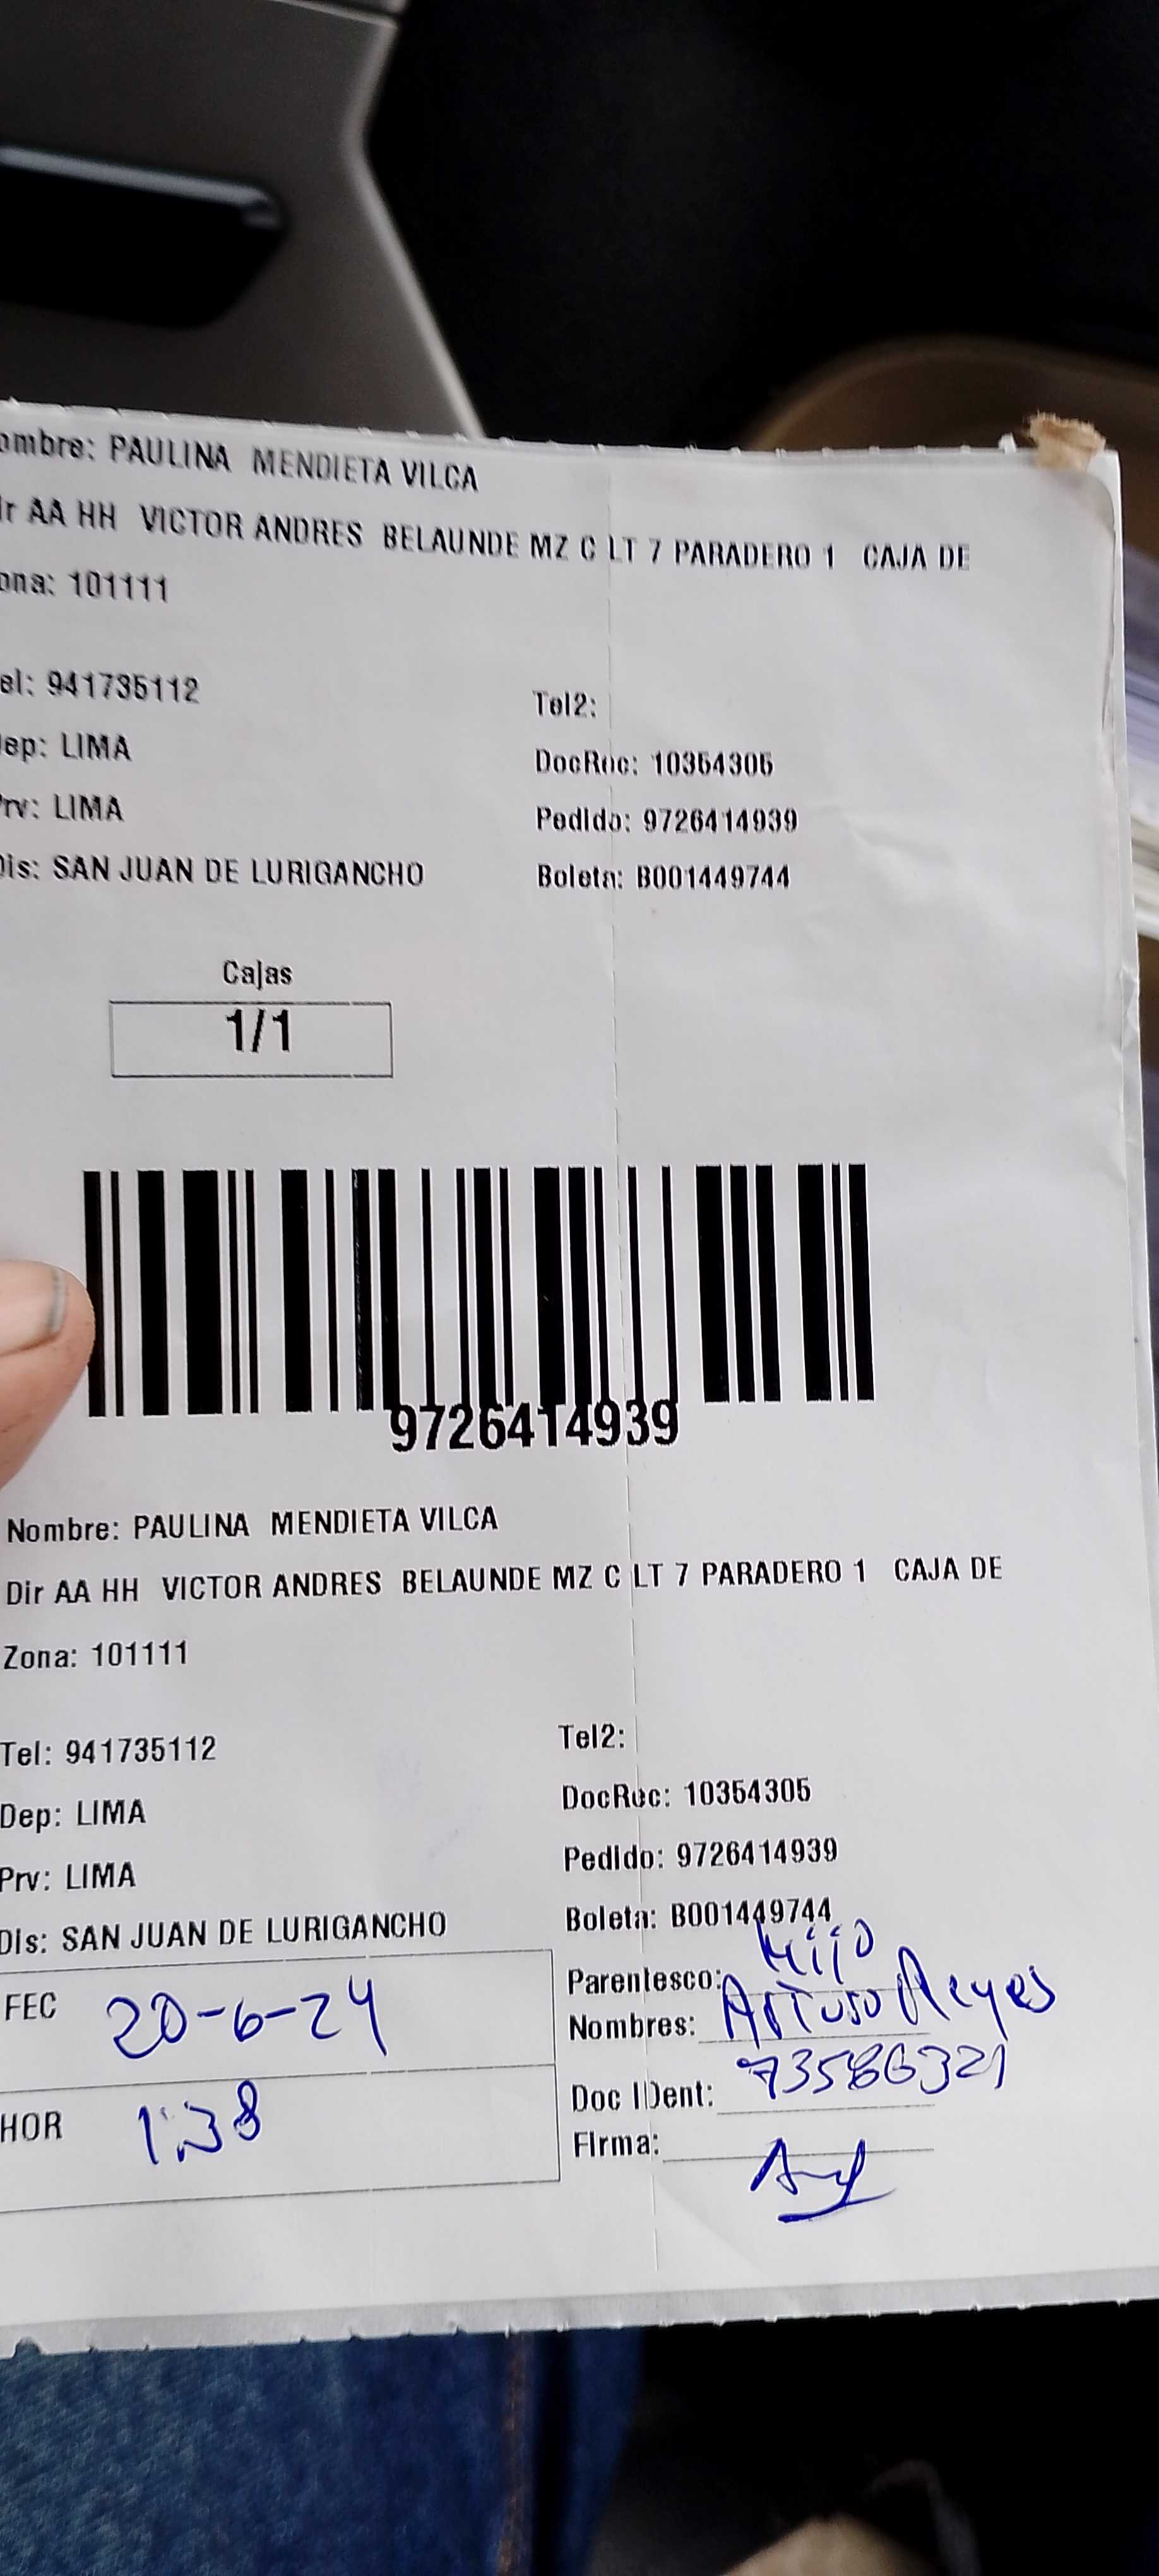 ombre: PAULINA MENDIETA VILCA
ir AA HH VICTOR ANDRES BELAUNDE MZ C LT 7 PARADERO 1 CAJA DE
ona: 101111
el: 941735112
Tel2:
ep: LIMA
DocRec: 10354305
Prv: LIMA
Pedido: 9726414939
Dis: SAN JUAN DE LURIGANCHO
Boleta: B001449744
Cajas
1/1
9726414939
Nombre: PAULINA MENDIETA VILCA
Dir AA HH VICTOR ANDRES BELAUNDE MZ C LT 7 PARADERO 1 CAJA DE
Zona: 101111
Tel: 941735112
Tel2:
Dep: LIMA
DocRec: 10354305
Prv: LIMA
Pedido: 9726414939
Dis: SAN JUAN DE LURIGANCHO
Boleta: B001449744
FEC 20-6-24
Parentesco: Hijo
Nombres: Arturo Reyes
HOR 1:38
Doc IDent: 73586321
Firma: